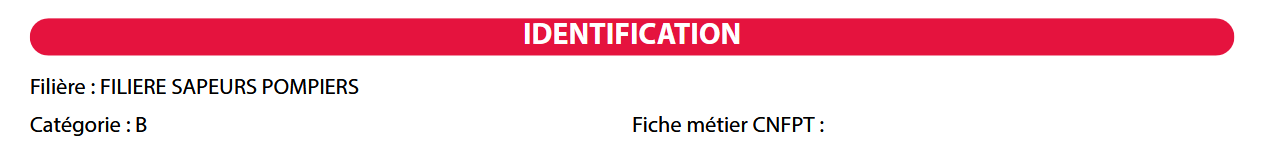 IDENTIFICATION
Filière : FILIERE SAPEURS POMPIERS
Catégorie : B
Fiche métier CNFPT :